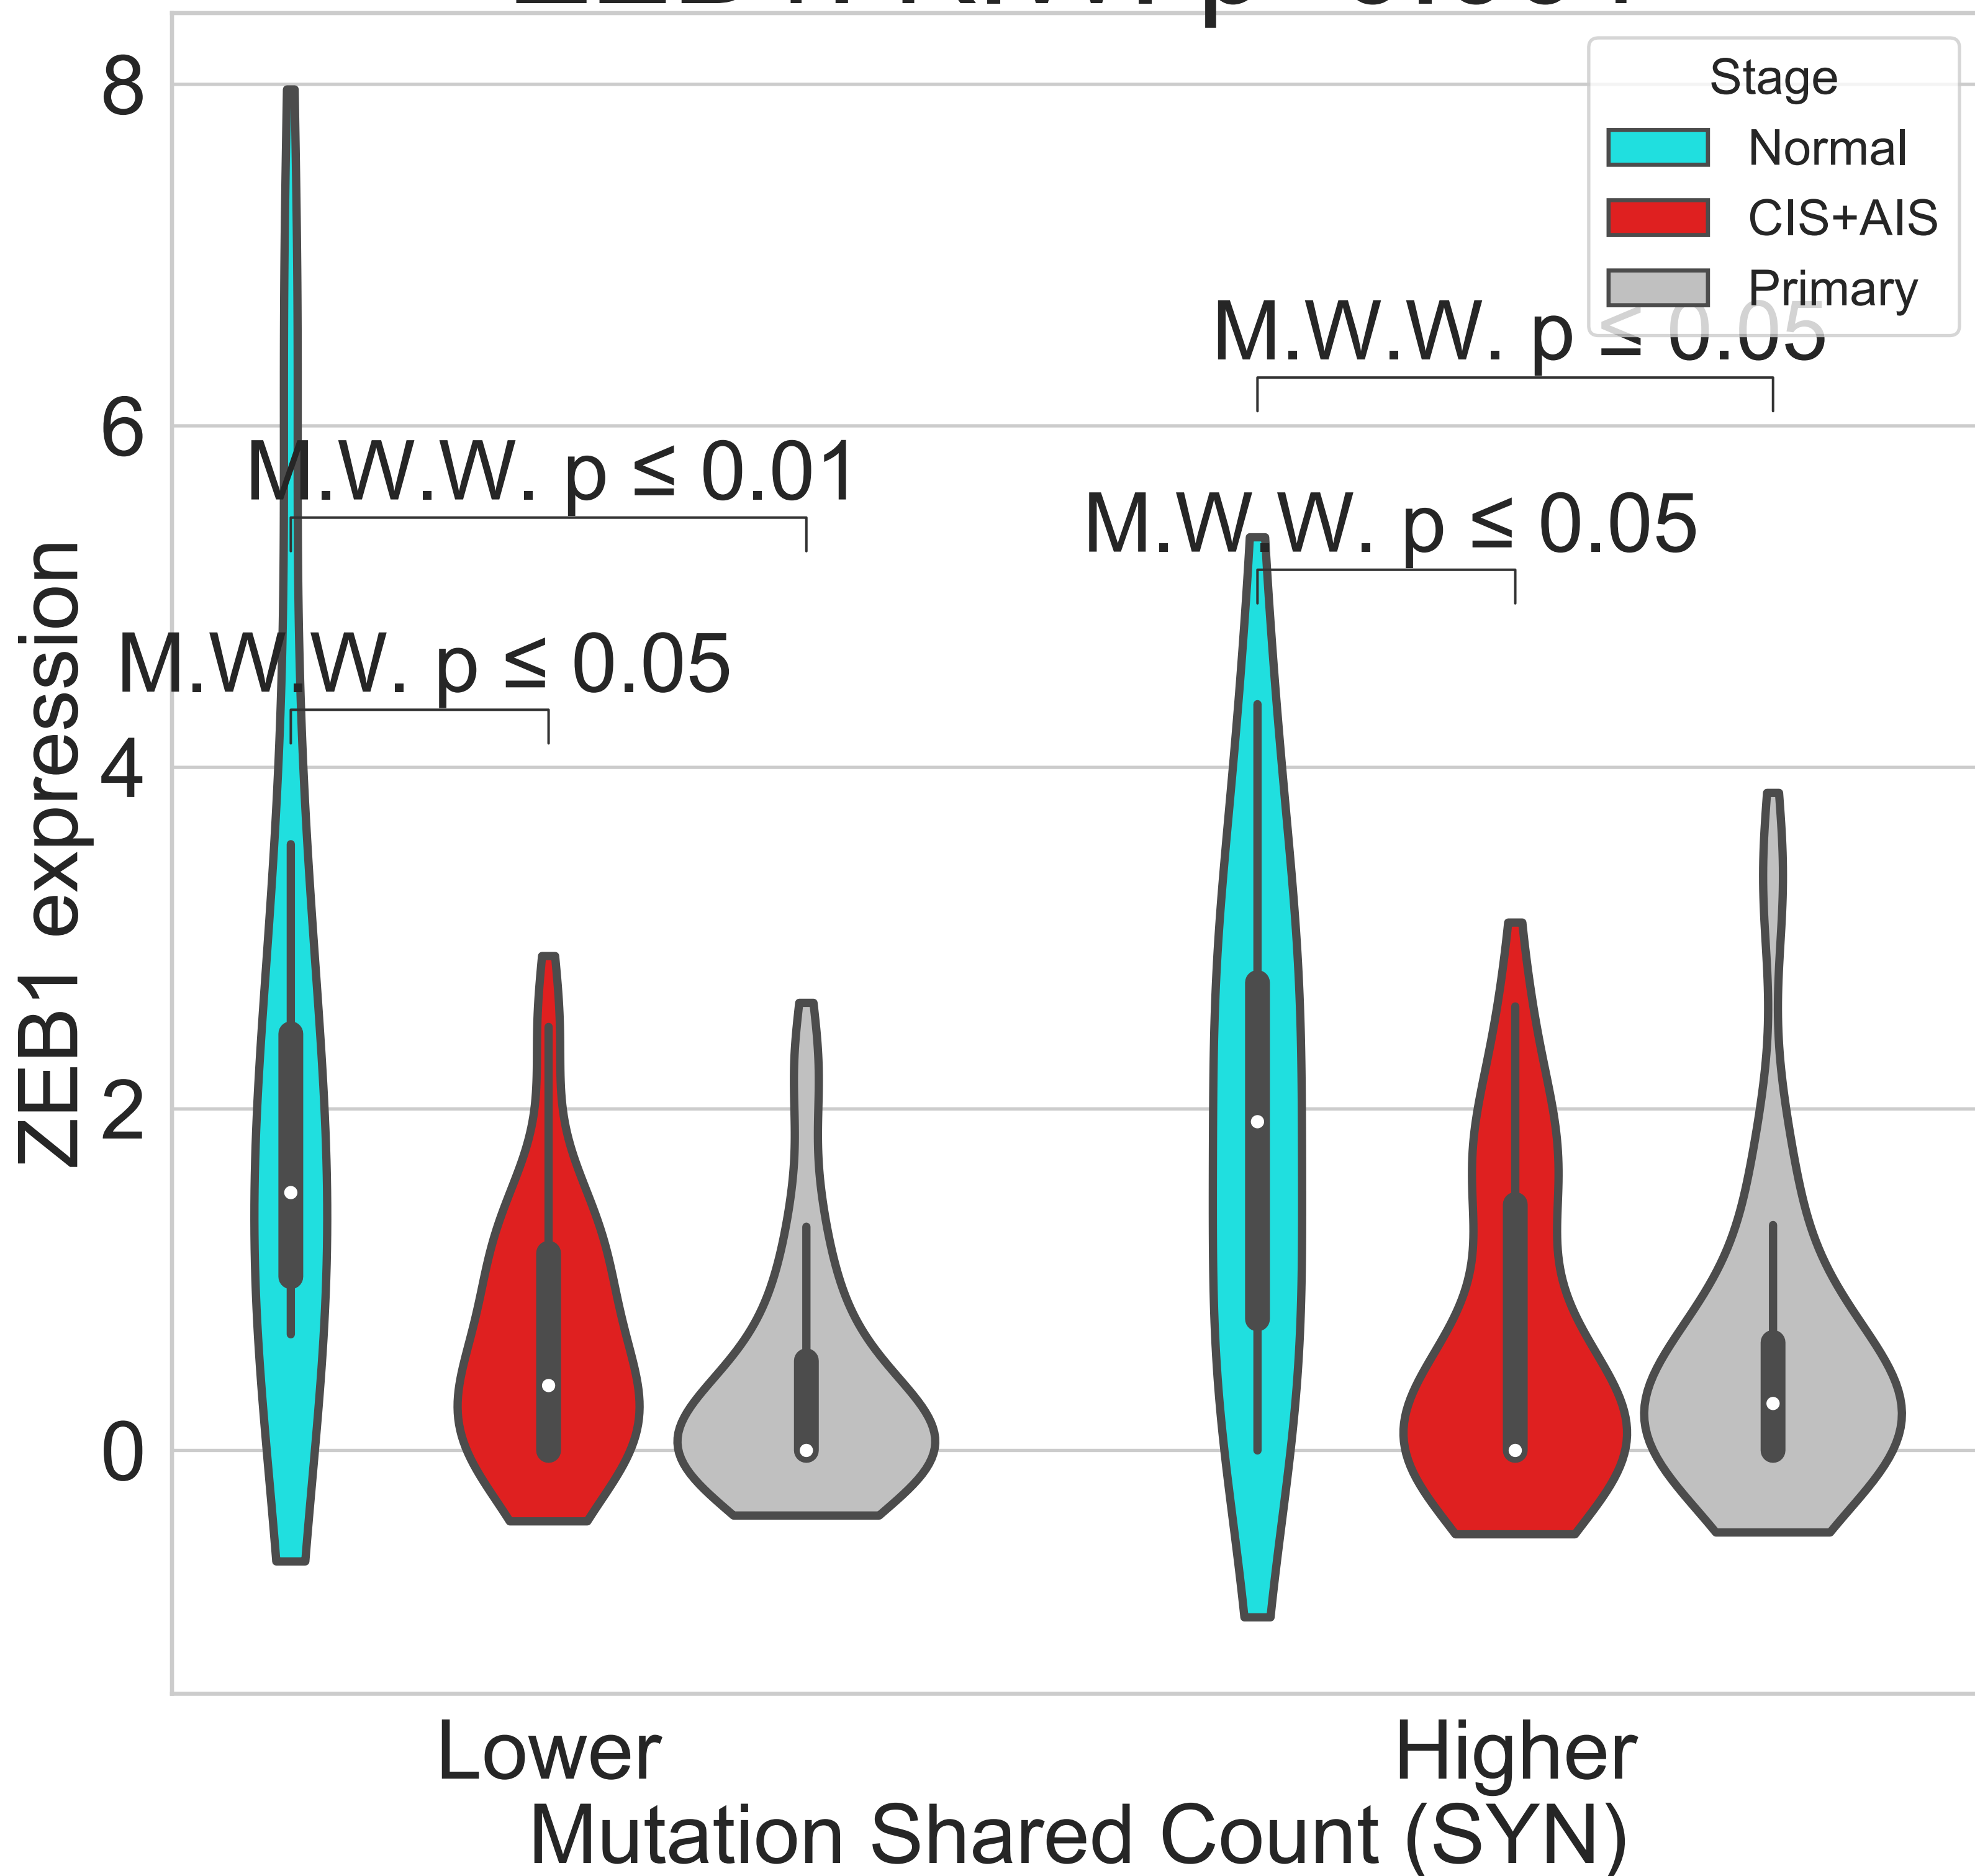 8
6
4
2
0
ZEB1 expression
Stage
Normal
CIS+AIS
Primary
M.W.W. p ≤ 0.05
M.W.W. p ≤ 0.01
M.W.W. p ≤ 0.05
M.W.W. p ≤ 0.05
Lower
Higher
Mutation Shared Count (SYN)